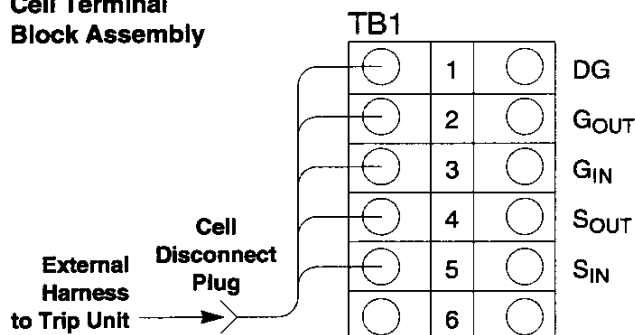 Cell Terminal
Block Assembly
TB1
1 DG
2 GOUT
3 GIN
4 SOUT
5 SIN
6
Cell
Disconnect
Plug
External
Harness
to Trip Unit